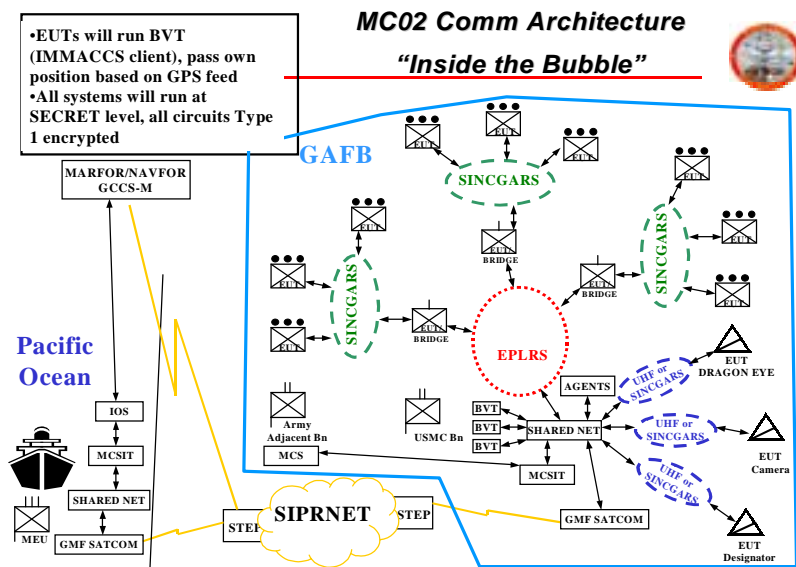 MC02 Comm Architecture
“Inside the Bubble”
•EUTs will run BVT
(IMMACCS client), pass own
position based on GPS feed
•All systems will run at
SECRET level, all circuits Type
1 encrypted
GAFB
MARFOR/NAVFOR
GCCS-M
EUT
EUT
EUT
SINCGARS
EUT
EUT
EUT
SINCGARS
EUT/
BRIDGE
EUT
EUT
EUT
SINCGARS
EUT/
BRIDGE
EUT/
BRIDGE
EPLRS
Pacific
Ocean
IOS
MCSIT
SHARED NET
GMF SATCOM
MEU
Army
Adjacent Bn
MCS
USMC Bn
BVT
BVT
BVT
AGENTS
SHARED NET
MCSIT
UHF or
SINCGARS
EUT
DRAGON EYE
UHF or
SINCGARS
EUT
Camera
UHF or
SINCGARS
EUT
Designator
STEP
SIPRNET
STEP
GMF SATCOM